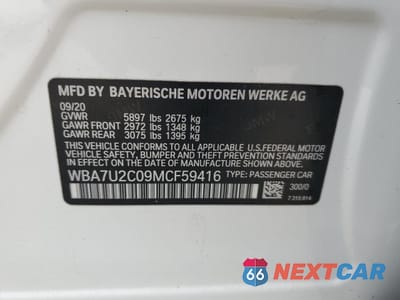 MFD BY BAYERISCHE MOTOREN WERKE AG
09/20
GVWR 5897 lbs 2675 kg
GAWR FRONT 2972 lbs 1348 kg
GAWR REAR 3075 lbs 1395 kg
THIS VEHICLE CONFORMS TO ALL APPLICABLE
U.S. FEDERAL MOTOR VEHICLE SAFETY,
BUMPER, AND THEFT PREVENTION STANDARDS
IN EFFECT ON THE DATE OF MANUFACTURE
SHOWN ABOVE.
WBA7U2C09MCF59416 TYPE: PASSENGER CAR
300/0
66 NEXTCAR